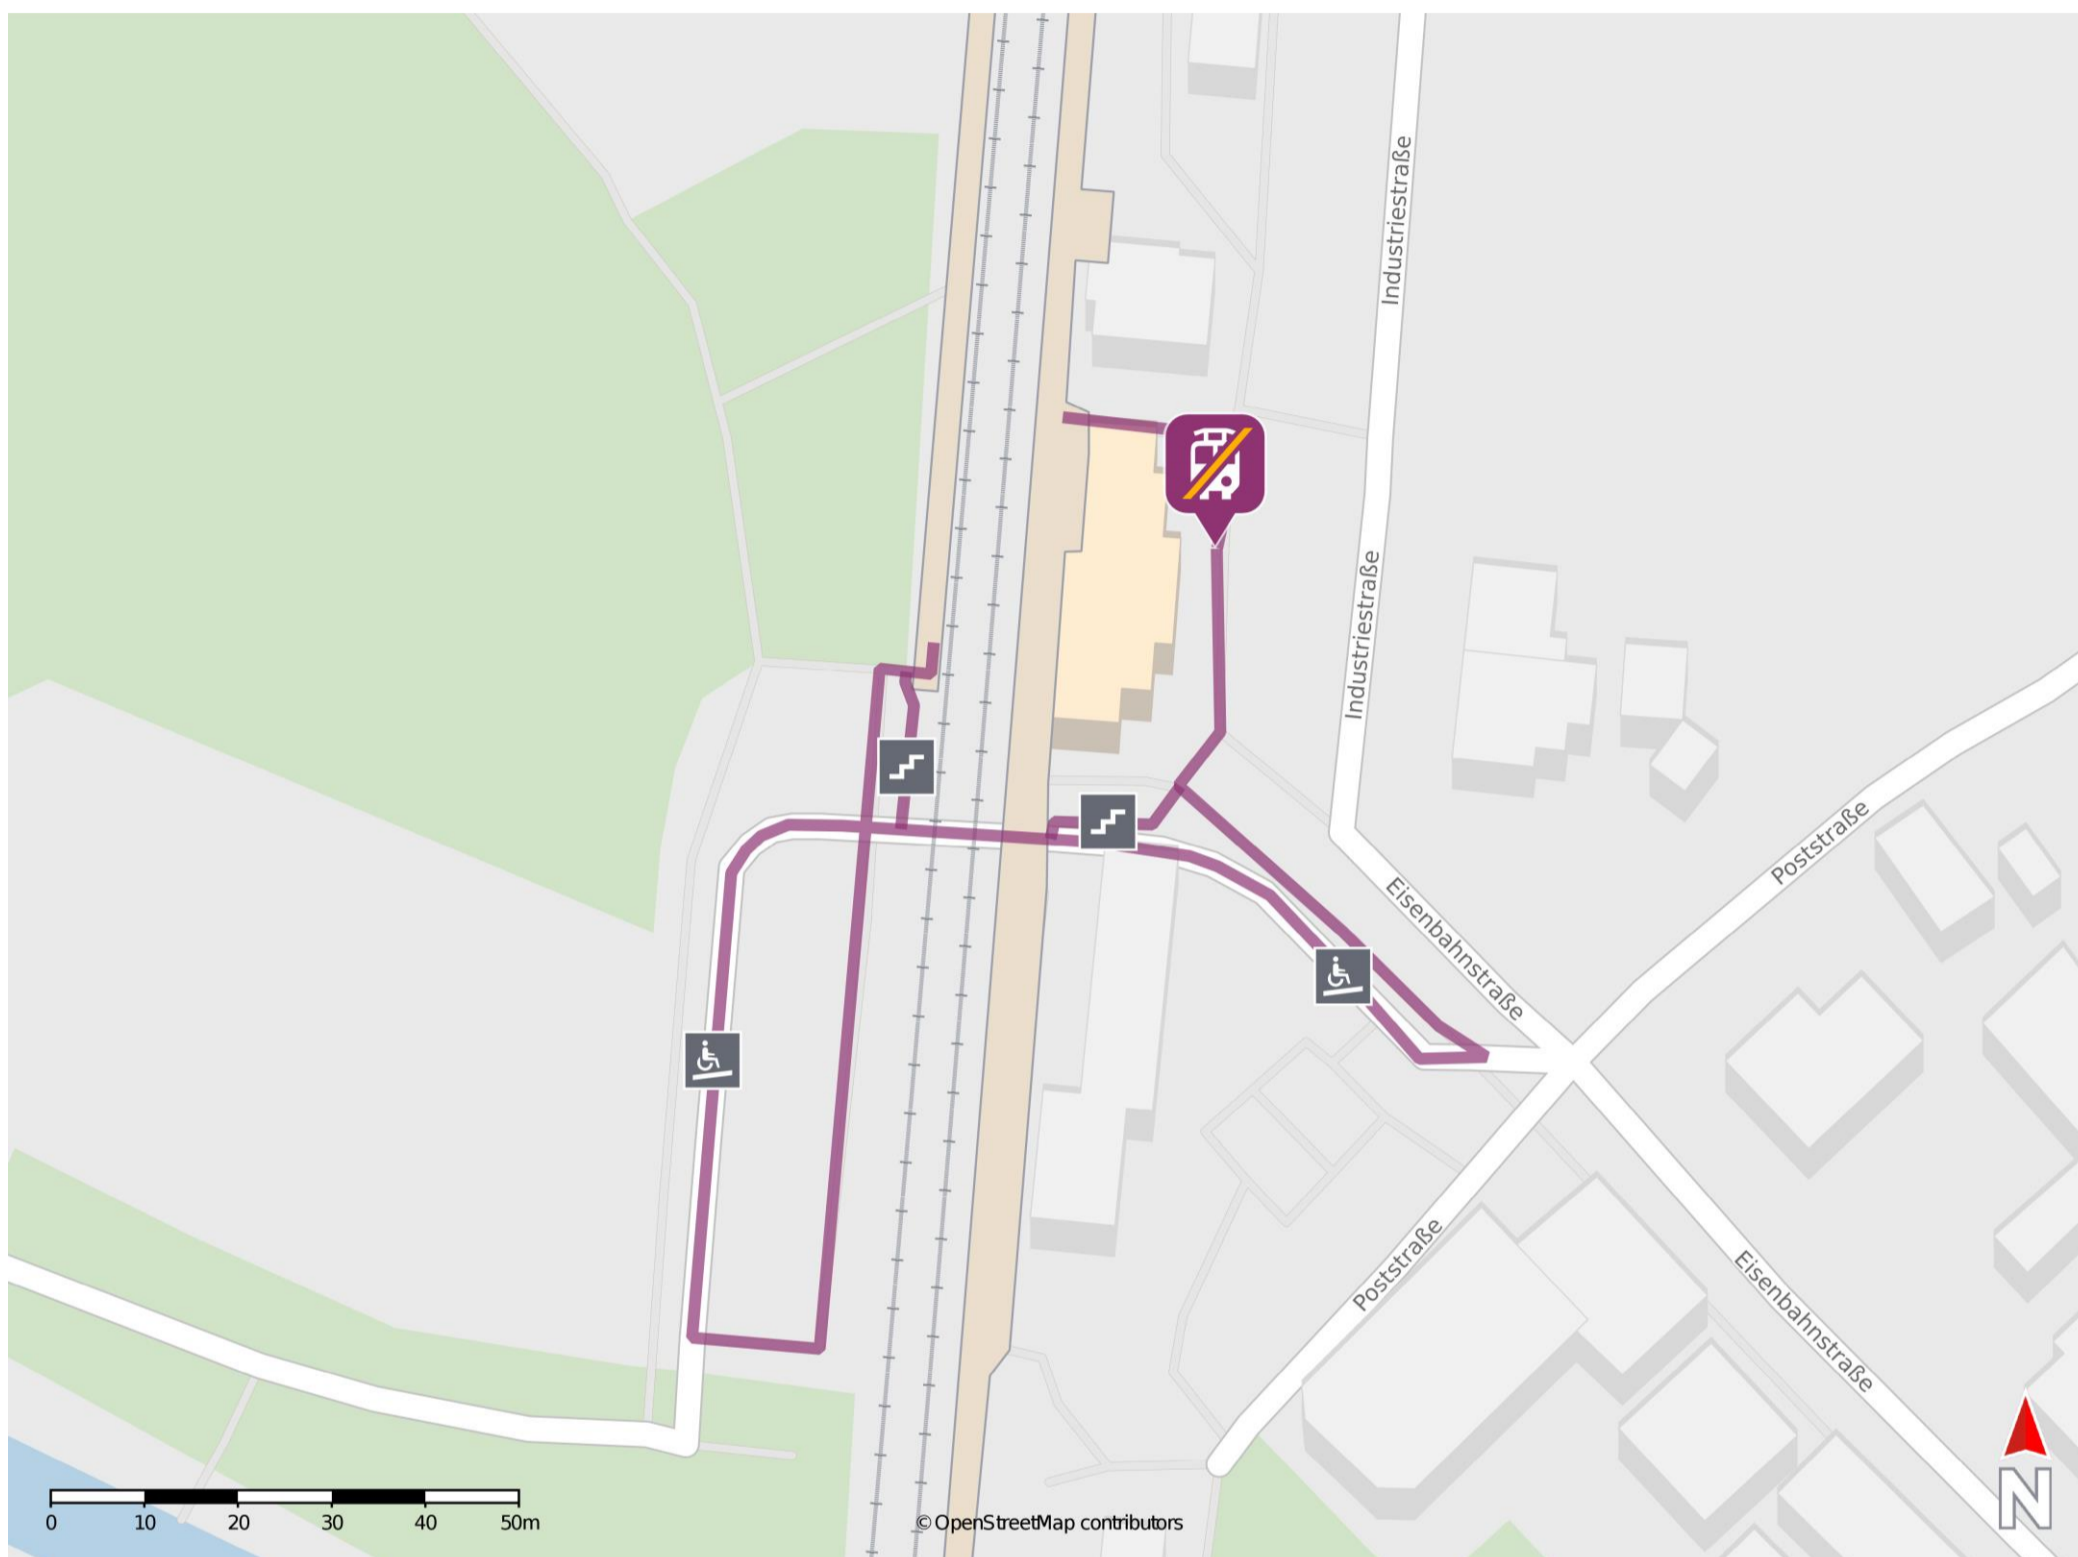 Industriestraße
Industriestraße
Poststraße
Eisenbahnstraße
Poststraße
Eisenbahnstraße
N
0 10 20 30 40 50m
© OpenStreetMap contributors